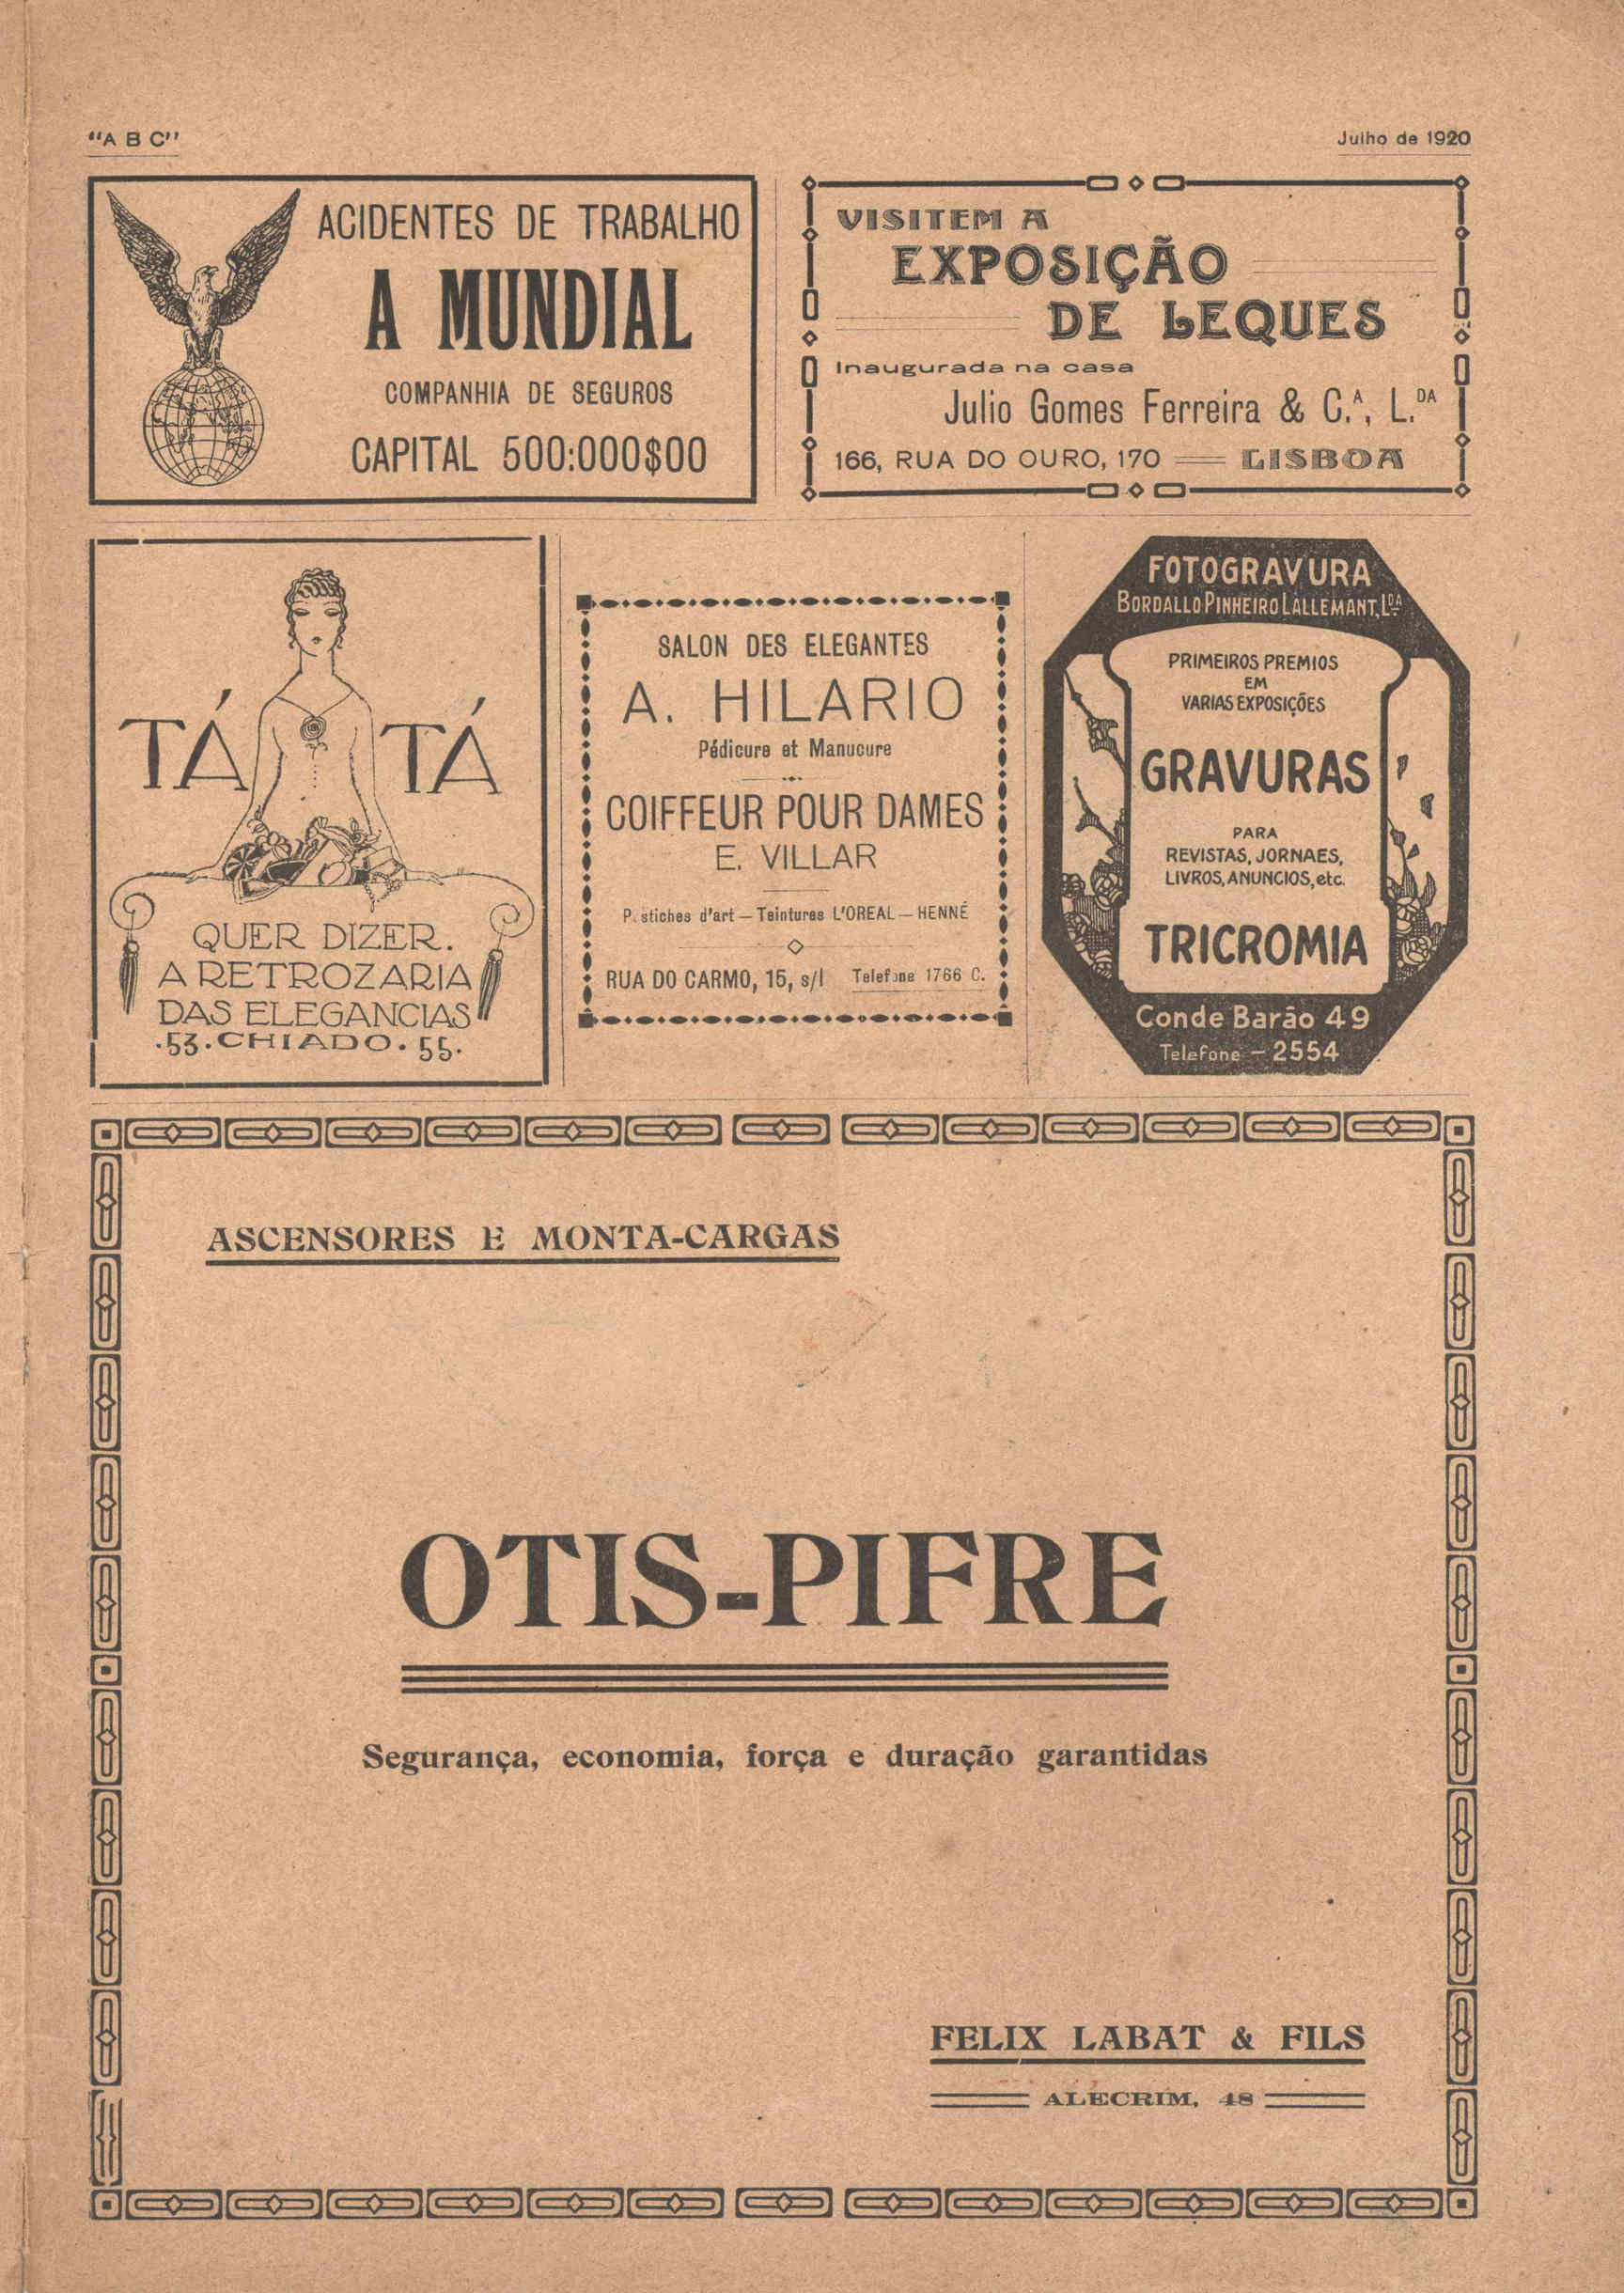 "A B C"
Julho de 1920
ACIDENTES DE TRABALHO
A MUNDIAL
COMPANHIA DE SEGUROS
CAPITAL 500:000$00
VISITEM A
EXPOSIÇÃO
DE LEQUES
Inaugurada na casa
Julio Gomes Ferreira & C.ᴬ, L.ᴰᴬ
166, RUA DO OURO, 170 LISBOA
TÁ TÁ
QUER DIZER.
A RETROZARIA
DAS ELEGANCIAS
.53.CHIADO.55.
SALON DES ELEGANTES
A. HILARIO
Pédicure et Manucure
COIFFEUR POUR DAMES
E. VILLAR
P.stiches d'art — Teintures L'OREAL — HENNÉ
RUA DO CARMO, 15, s/l Telefone 1766 C.
FOTOGRAVURA
BORDALLO PINHEIRO LALLEMANT, Lᴰᴬ
PRIMEIROS PREMIOS
EM
VARIAS EXPOSIÇÕES
GRAVURAS
PARA
REVISTAS, JORNAES,
LIVROS, ANUNCIOS, etc.
TRICROMIA
Conde Barão 49
Telefone — 2554
ASCENSORES E MONTA-CARGAS
OTIS-PIFRE
Segurança, economia, força e duração garantidas
FELIX LABAT & FILS
ALECRIM, 48